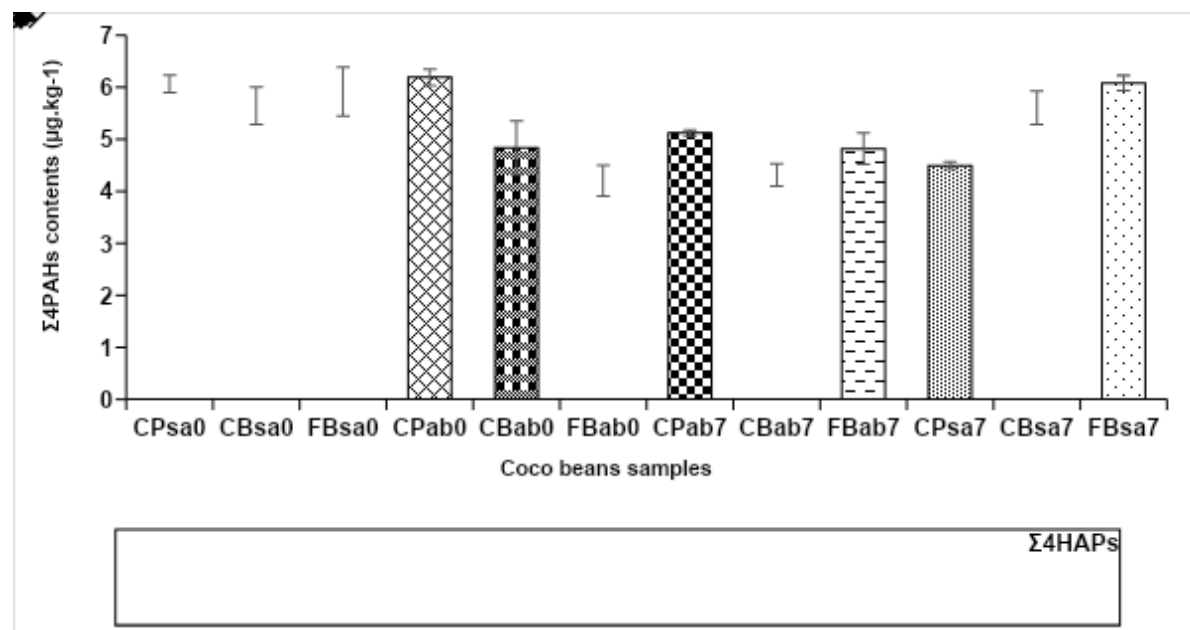 Σ4PAHs contents (µg.kg-1)
7
6
5
4
3
2
1
0
CPsa0 CBsa0 FBsa0 CPab0 CBab0 FBab0 CPab7 CBab7 FBab7 CPsa7 CBsa7 FBsa7
Coco beans samples
Σ4HAPs